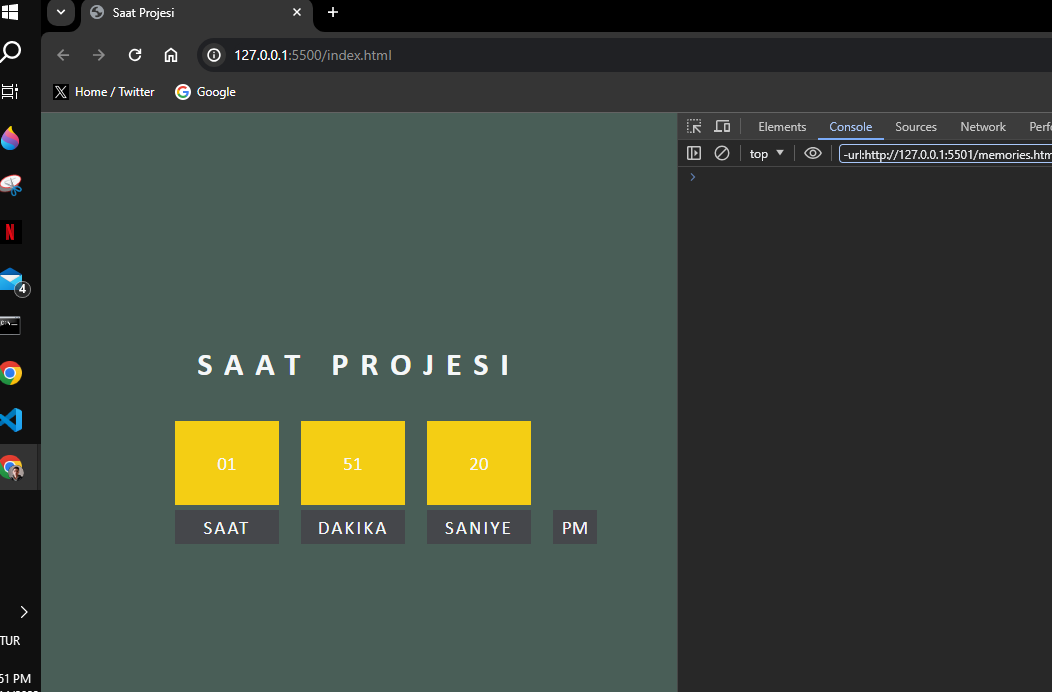 Saat Projesi
127.0.0.1:5500/index.html
Home / Twitter
Google
Elements Console Sources Network
top
-url:http://127.0.0.1:5501/memories.htm
4
N
SAAT PROJESI
01 51 20
SAAT DAKIKA SANIYE PM
TUR
51 PM